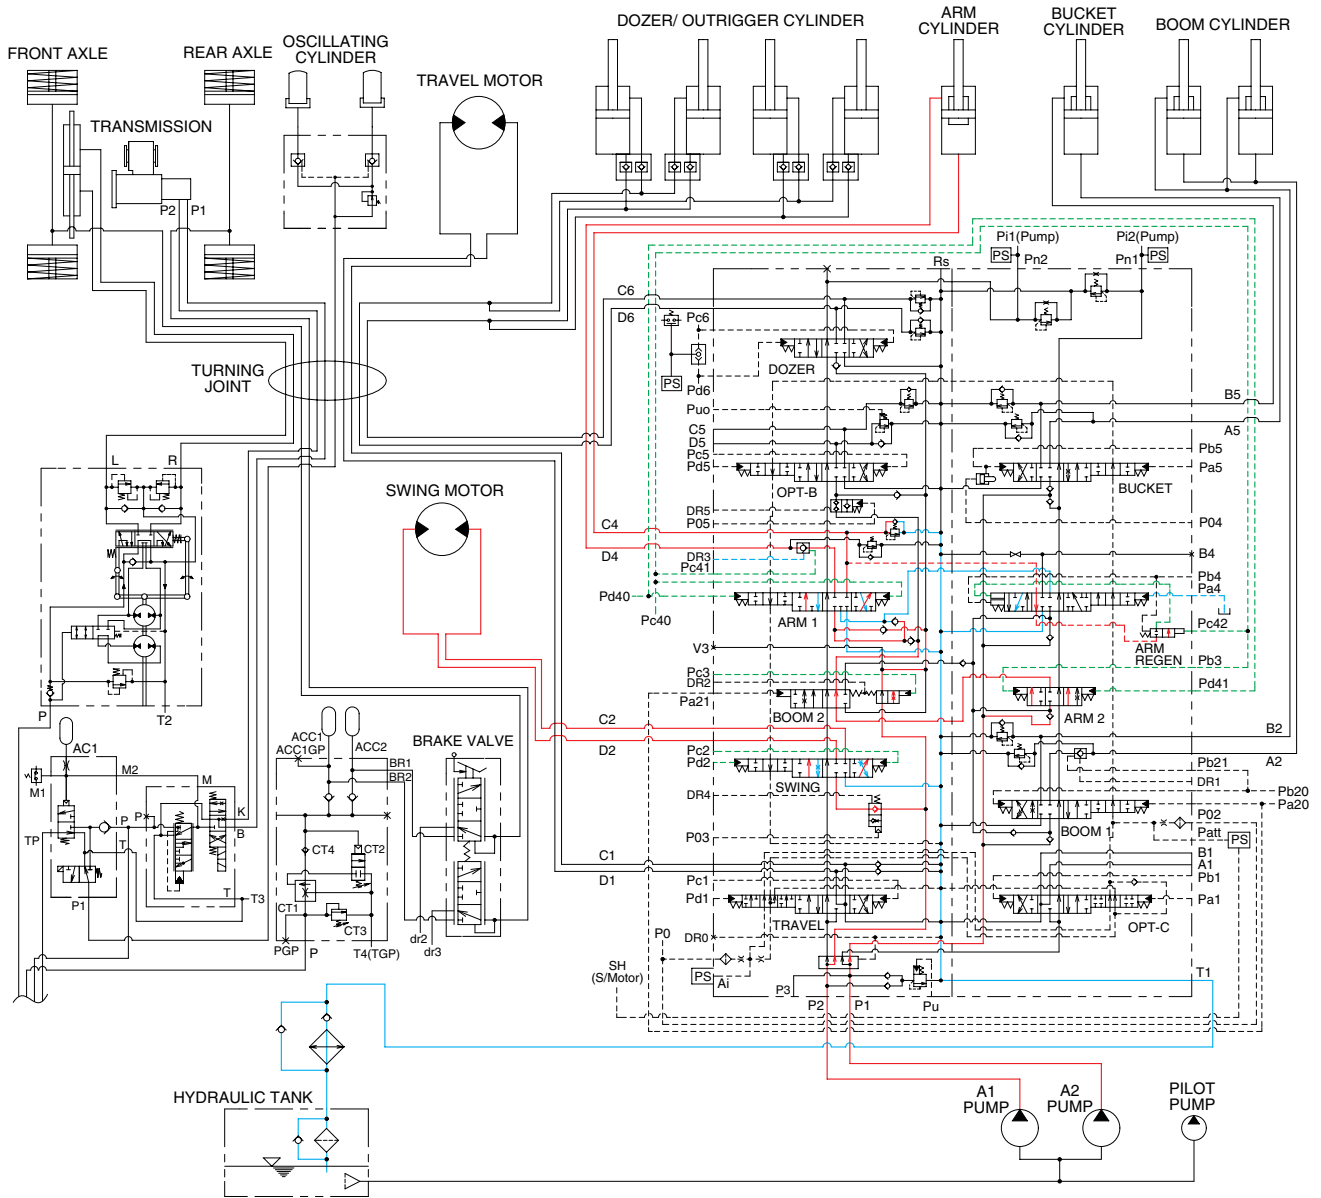 DOZER/ OUTRIGGER CYLINDER
ARM
CYLINDER
BUCKET
CYLINDER
BOOM CYLINDER
FRONT AXLE
REAR AXLE
OSCILLATING
CYLINDER
TRAVEL MOTOR
TRANSMISSION
P2 P1
TURNING
JOINT
Pi1(Pump)
Pi2(Pump)
PS
Pn2
Pn1
PS
Rs
C6
D6
Pc6
PS
DOZER
Pd6
Puo
C5
D5
Pc5
Pd5
OPT-B
DR5
P05
B5
A5
Pb5
Pa5
BUCKET
P04
L R
SWING MOTOR
C4
D4
DR3
Pc41
Pd40
Pc40
ARM 1
B4
Pb4
Pa4
Pc42
ARM
REGEN
Pb3
Pd41
ARM 2
V3
Pc3
DR2
Pa21
BOOM 2
C2
D2
Pc2
Pd2
SWING
B2
A2
Pb21
DR1
Pb20
Pa20
BOOM 1
P02
Patt
PS
DR4
P03
P T2
AC1
M2
M1
M
P
K
B
TP
P
T
T
T3
P1
ACC1
ACC1GP
ACC2
BRAKE VALVE
BR1
BR2
CT4
CT2
CT1
CT3
PGP P T4(TGP)
dr2
dr3
C1
D1
Pc1
Pd1
TRAVEL
B1
A1
Pb1
Pa1
OPT-C
P0
DR0
SH
(S/Motor)
PS
Ai
P3
P2 P1
Pu
T1
HYDRAULIC TANK
A1
PUMP
A2
PUMP
PILOT
PUMP